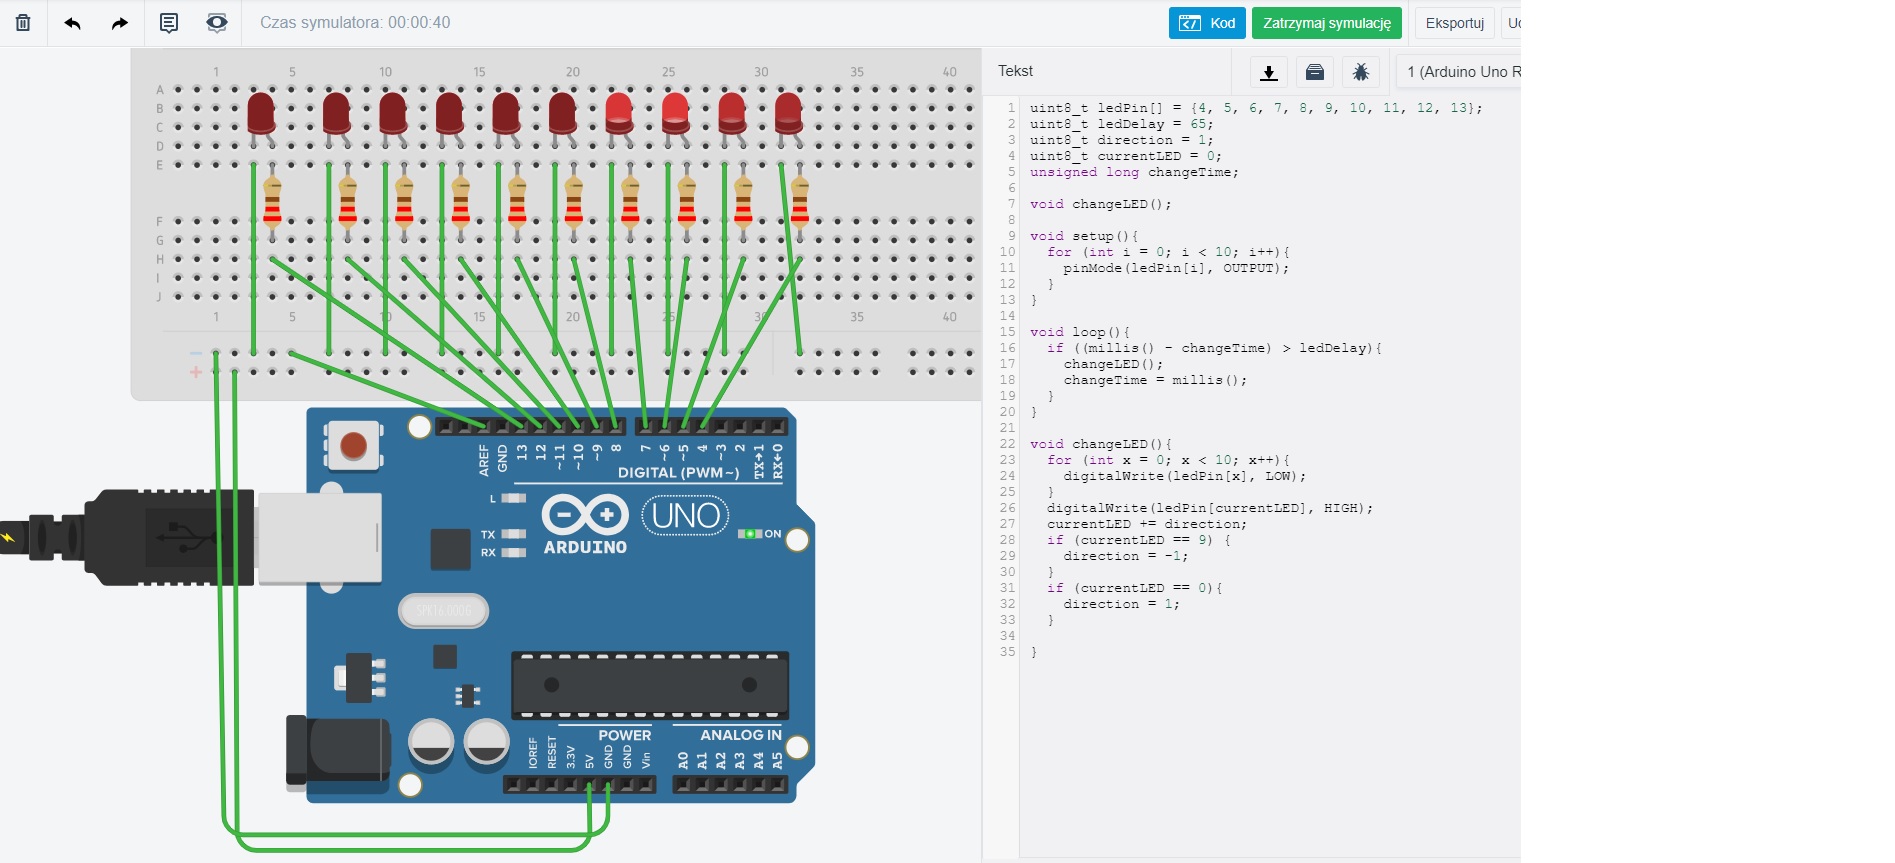 Czas symulatora: 00:00:40
Kod
Zatrzymaj symulację
Eksportuj
Tekst
1 (Arduino Uno R
1 5 10 15 20 25 30 35 40
A
B
C
D
E
F
G
H
I
J
1 5 10 15 20 25 30 35 40
AREF
GND
13
12
~11
~10
~9
8
7
~6
~5
4
~3
2
TX→1
RX←0
DIGITAL (PWM~)
L
TX
RX
UNO
ARDUINO
ON
SPK16.000G
POWER
ANALOG IN
IOREF
RESET
3.3V
5V
GND
GND
Vin
A0
A1
A2
A3
A4
A5
1 uint8_t ledPin[] = {4, 5, 6, 7, 8, 9, 10, 11, 12, 13};
2 uint8_t ledDelay = 65;
3 uint8_t direction = 1;
4 uint8_t currentLED = 0;
5 unsigned long changeTime;
6
7 void changeLED();
8
9 void setup(){
10   for (int i = 0; i < 10; i++){
11     pinMode(ledPin[i], OUTPUT);
12   }
13 }
14
15 void loop(){
16   if ((millis() - changeTime) > ledDelay){
17     changeLED();
18     changeTime = millis();
19   }
20 }
21
22 void changeLED(){
23   for (int x = 0; x < 10; x++){
24     digitalWrite(ledPin[x], LOW);
25   }
26   digitalWrite(ledPin[currentLED], HIGH);
27   currentLED += direction;
28   if (currentLED == 9) {
29     direction = -1;
30   }
31   if (currentLED == 0){
32     direction = 1;
33   }
34
35 }